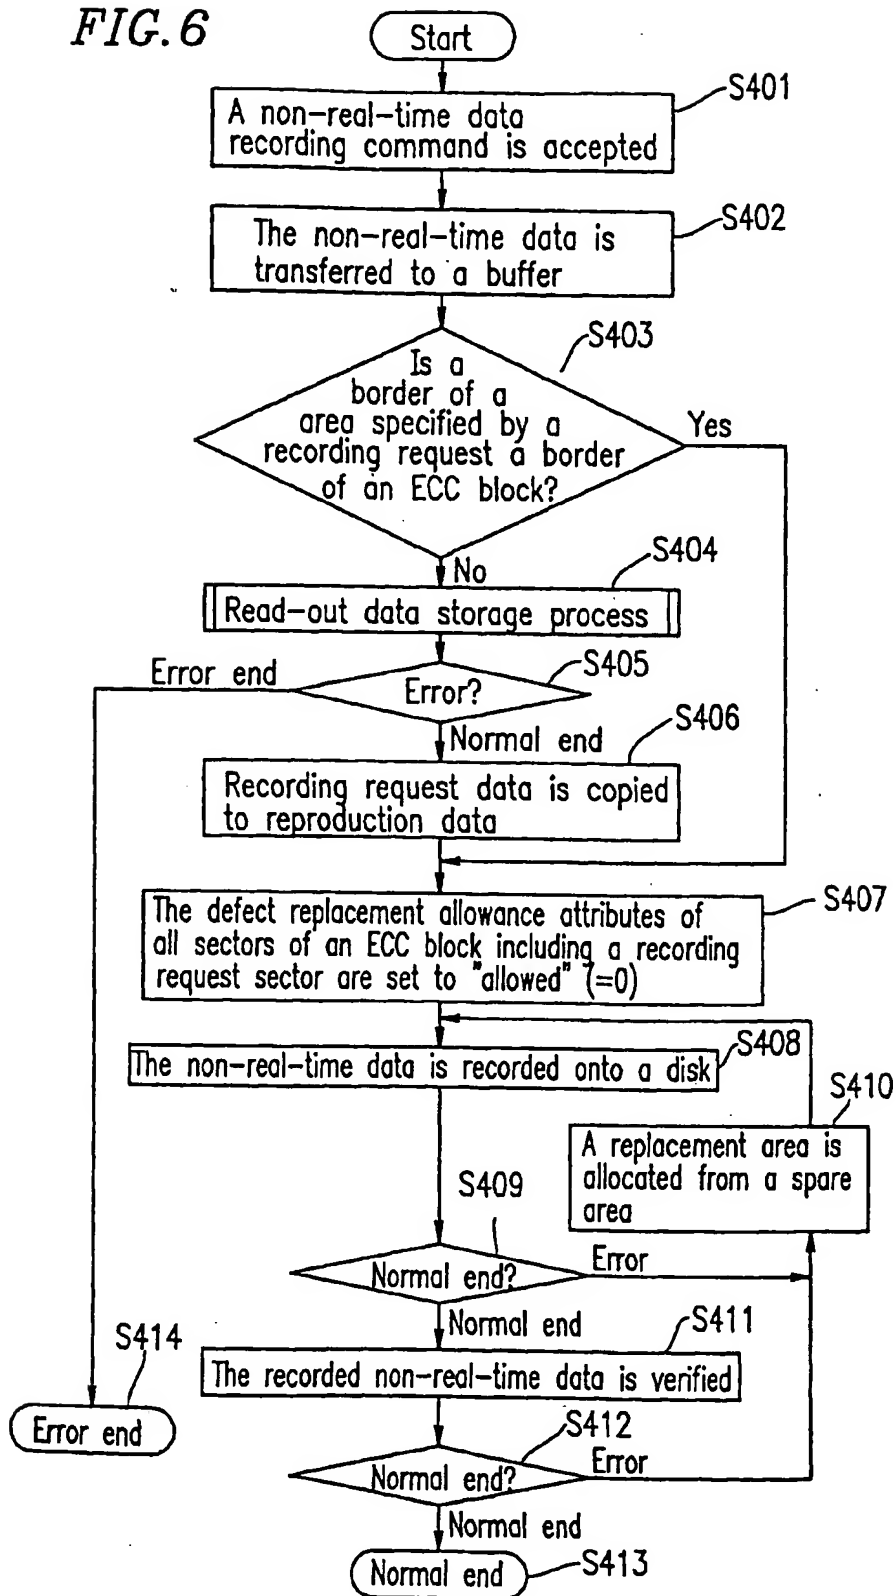 FIG.6
Start
S401
A non-real-time data
recording command is accepted
S402
The non-real-time data is
transferred to a buffer
S403
Is a
border of a
area specified by a
recording request a border
of an ECC block?
Yes
No
S404
Read-out data storage process
S405
Error end
Error?
Normal end
S406
Recording request data is copied
to reproduction data
S407
The defect replacement allowance attributes of
all sectors of an ECC block including a recording
request sector are set to "allowed" (=0)
S408
The non-real-time data is recorded onto a disk
S410
A replacement area is
allocated from a spare
area
S409
Normal end?
Error
Normal end
S411
The recorded non-real-time data is verified
S414
Error end
S412
Normal end?
Error
Normal end
Normal end
S413